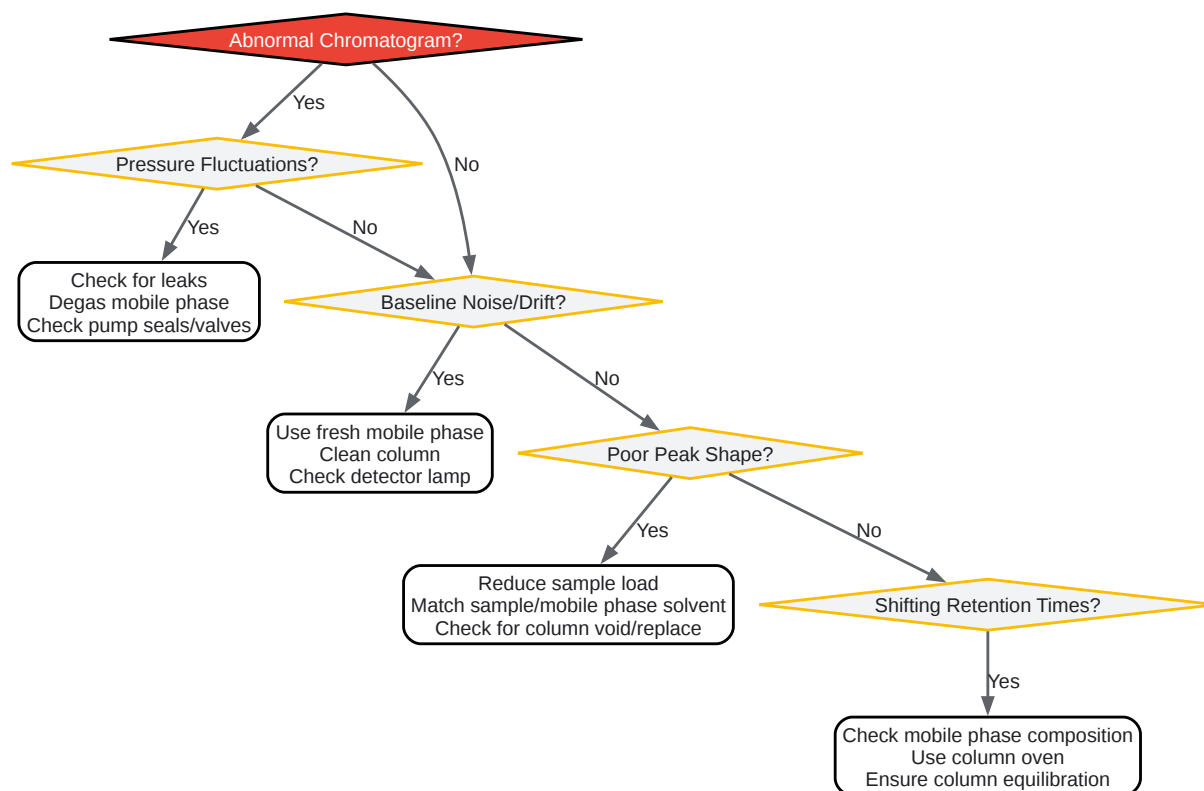 Abnormal Chromatogram?
Yes
No
Pressure Fluctuations?
Yes
No
Check for leaks
Degas mobile phase
Check pump seals/valves
Baseline Noise/Drift?
Yes
No
Use fresh mobile phase
Clean column
Check detector lamp
Poor Peak Shape?
Yes
No
Reduce sample load
Match sample/mobile phase solvent
Check for column void/replace
Shifting Retention Times?
Yes
Check mobile phase composition
Use column oven
Ensure column equilibration